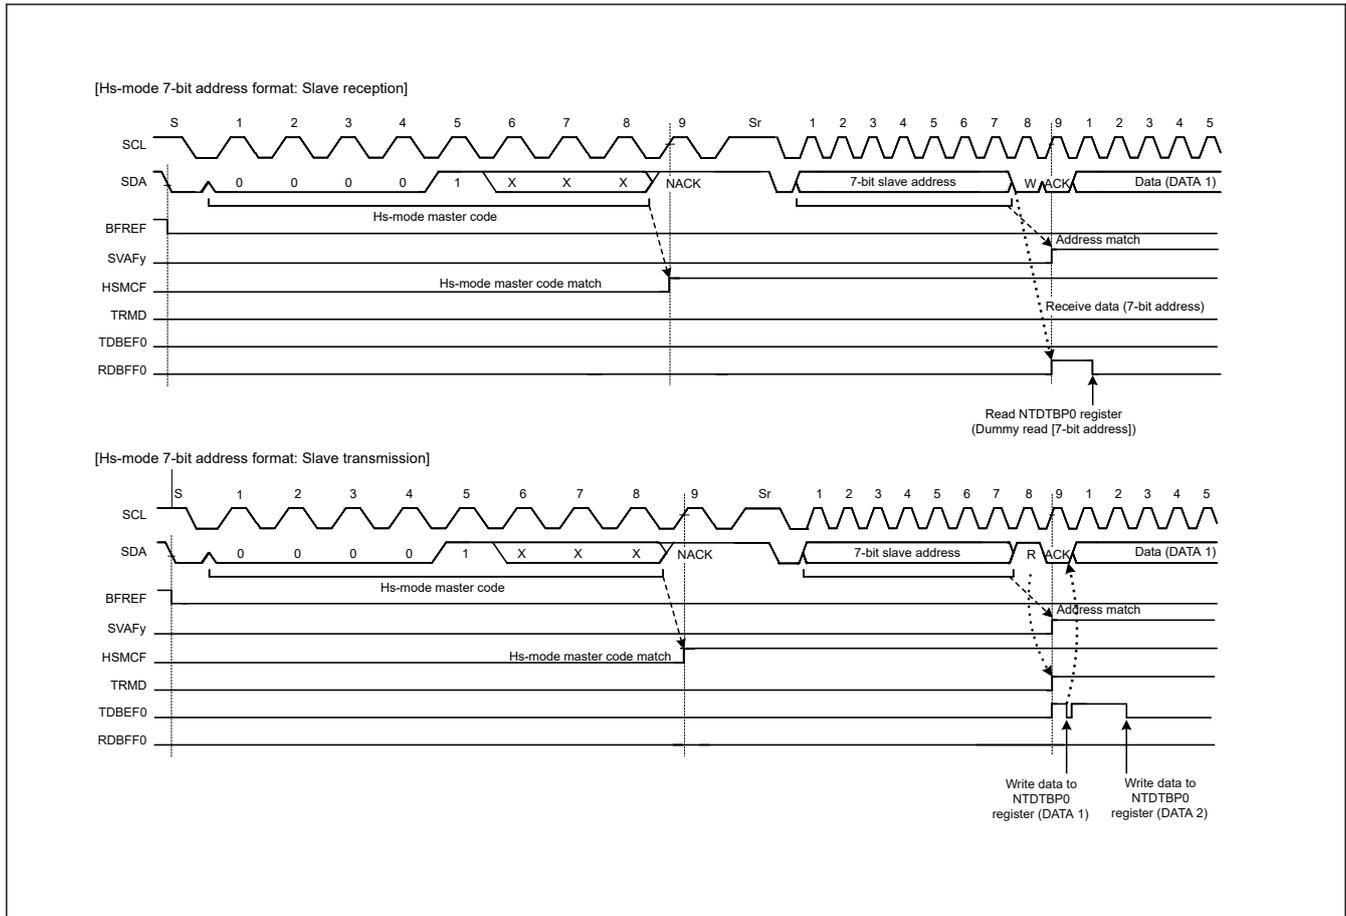 [Hs-mode 7-bit address format: Slave reception]
S 1 2 3 4 5 6 7 8 9 Sr 1 2 3 4 5 6 7 8 9 1 2 3 4 5
SCL
SDA 0 0 0 0 1 X X X NACK 7-bit slave address W ACK Data (DATA 1)
Hs-mode master code
BFREF
Address match
SVAFy
HSMCF Hs-mode master code match
Receive data (7-bit address)
TRMD
TDBEF0
RDBFF0
Read NTDTBP0 register
(Dummy read [7-bit address])
[Hs-mode 7-bit address format: Slave transmission]
S 1 2 3 4 5 6 7 8 9 Sr 1 2 3 4 5 6 7 8 9 1 2 3 4 5
SCL
SDA 0 0 0 0 1 X X X NACK 7-bit slave address R ACK Data (DATA 1)
Hs-mode master code
BFREF
Address match
SVAFy
HSMCF Hs-mode master code match
TRMD
TDBEF0
RDBFF0
Write data to
NTDTBP0
register (DATA 1)
Write data to
NTDTBP0
register (DATA 2)